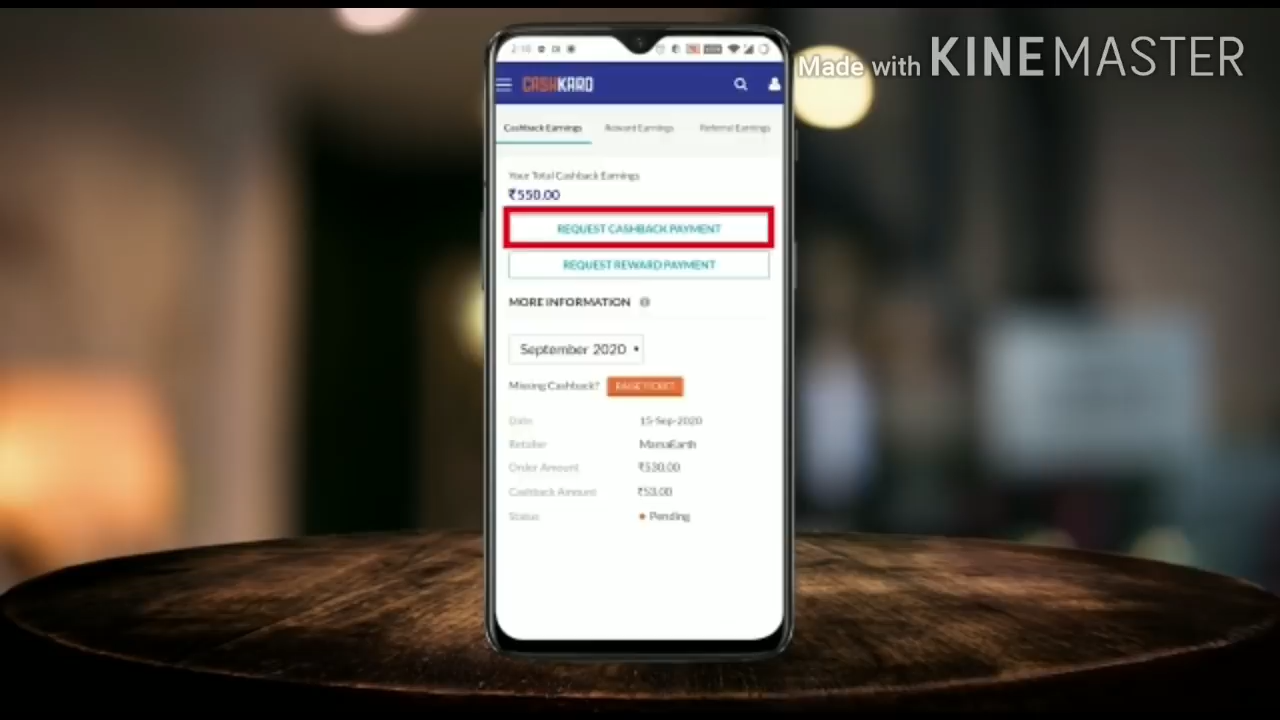 Made with KINEMASTER
2:10
CASHKARO
Cashback Earnings Reward Earnings Referral Earnings
Your Total Cashback Earnings
₹550.00
REQUEST CASHBACK PAYMENT
REQUEST REWARD PAYMENT
MORE INFORMATION
September 2020
Missing Cashback? RAISE TICKET
Date 15-Sep-2020
Retailer MamaEarth
Order Amount ₹530.00
Cashback Amount ₹53.00
Status Pending